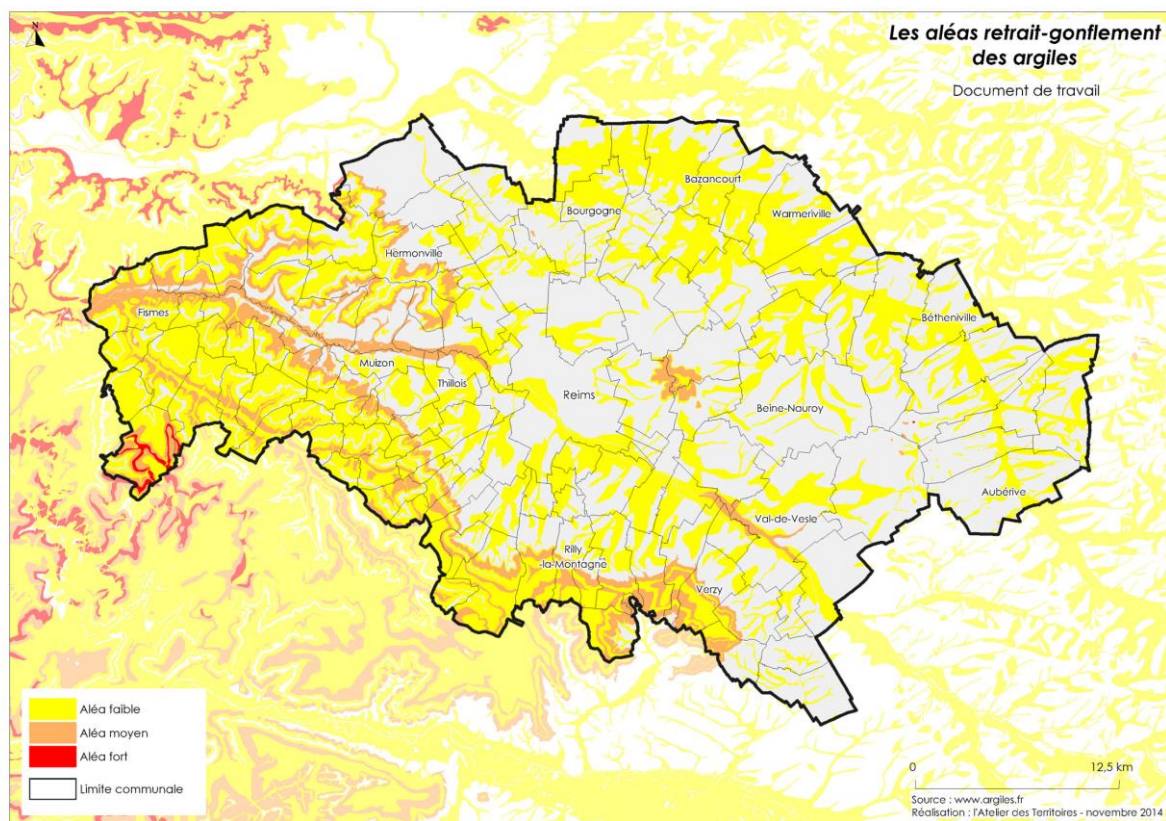 N
Les aléas retrait-gonflement
des argiles
Document de travail
Bazancourt
Bourgogne
Warmeriville
Hermonville
Fismes
Bétheniville
Muizon
Thillois
Reims
Beine-Nauroy
Aubérive
Val-de-Vesle
Rilly
-la-Montagne
Verzy
Aléa faible
Aléa moyen
Aléa fort
Limite communale
0 12,5 km
Source : www.argiles.fr
Réalisation : l'Atelier des Territoires - novembre 2014